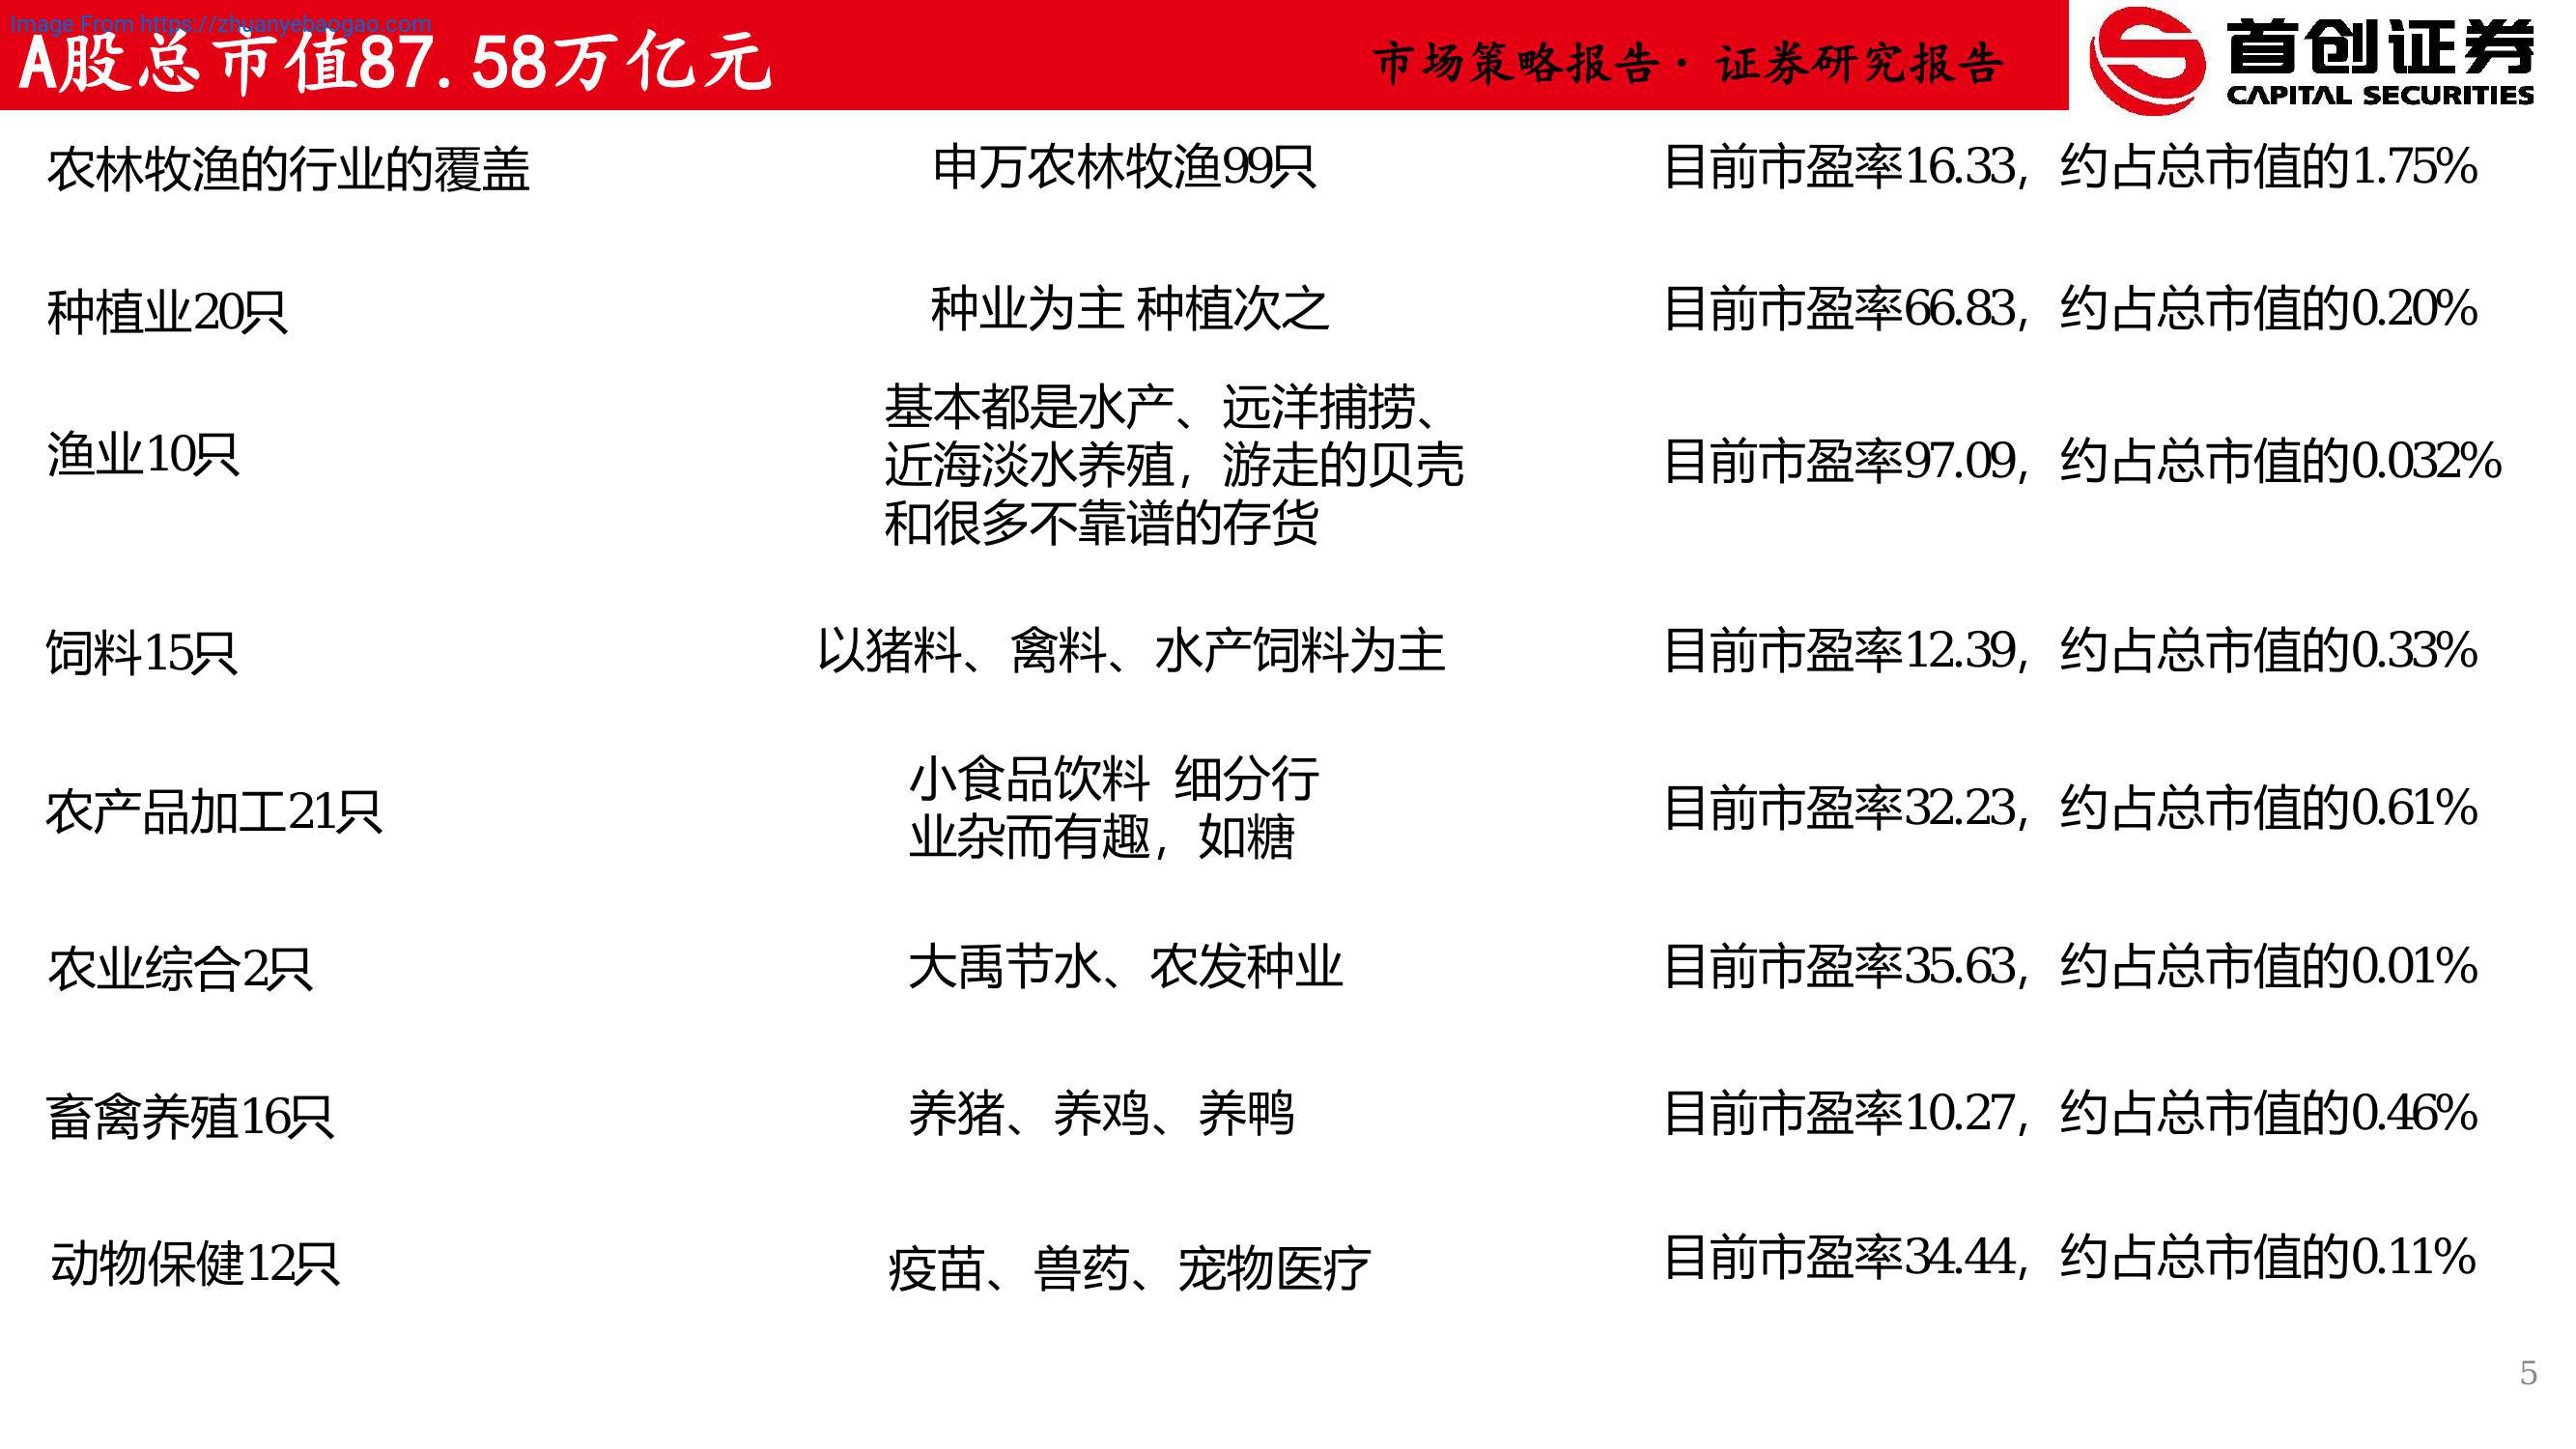 Image From https://zhuanyebaogao.com
A股总市值87.58万亿元
市场策略报告· 证券研究报告
首创证券
CAPITAL SECURITIES
农林牧渔的行业的覆盖
申万农林牧渔99只
目前市盈率16.33，约占总市值的1.75%
种植业20只
种业为主 种植次之
目前市盈率66.83，约占总市值的0.20%
渔业10只
基本都是水产、远洋捕捞、
近海淡水养殖，游走的贝壳
和很多不靠谱的存货
目前市盈率97.09，约占总市值的0.032%
饲料15只
以猪料、禽料、水产饲料为主
目前市盈率12.39，约占总市值的0.33%
农产品加工21只
小食品饮料 细分行
业杂而有趣，如糖
目前市盈率32.23，约占总市值的0.61%
农业综合2只
大禹节水、农发种业
目前市盈率35.63，约占总市值的0.01%
畜禽养殖16只
养猪、养鸡、养鸭
目前市盈率10.27，约占总市值的0.46%
动物保健12只
疫苗、兽药、宠物医疗
目前市盈率34.44，约占总市值的0.11%
5